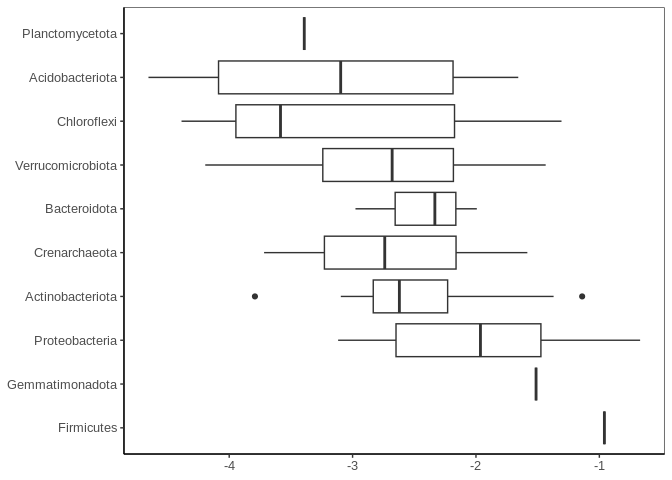 Planctomycetota
Acidobacteriota
Chloroflexi
Verrucomicrobiota
Bacteroidota
Crenarchaeota
Actinobacteriota
Proteobacteria
Gemmatimonadota
Firmicutes
-4 -3 -2 -1